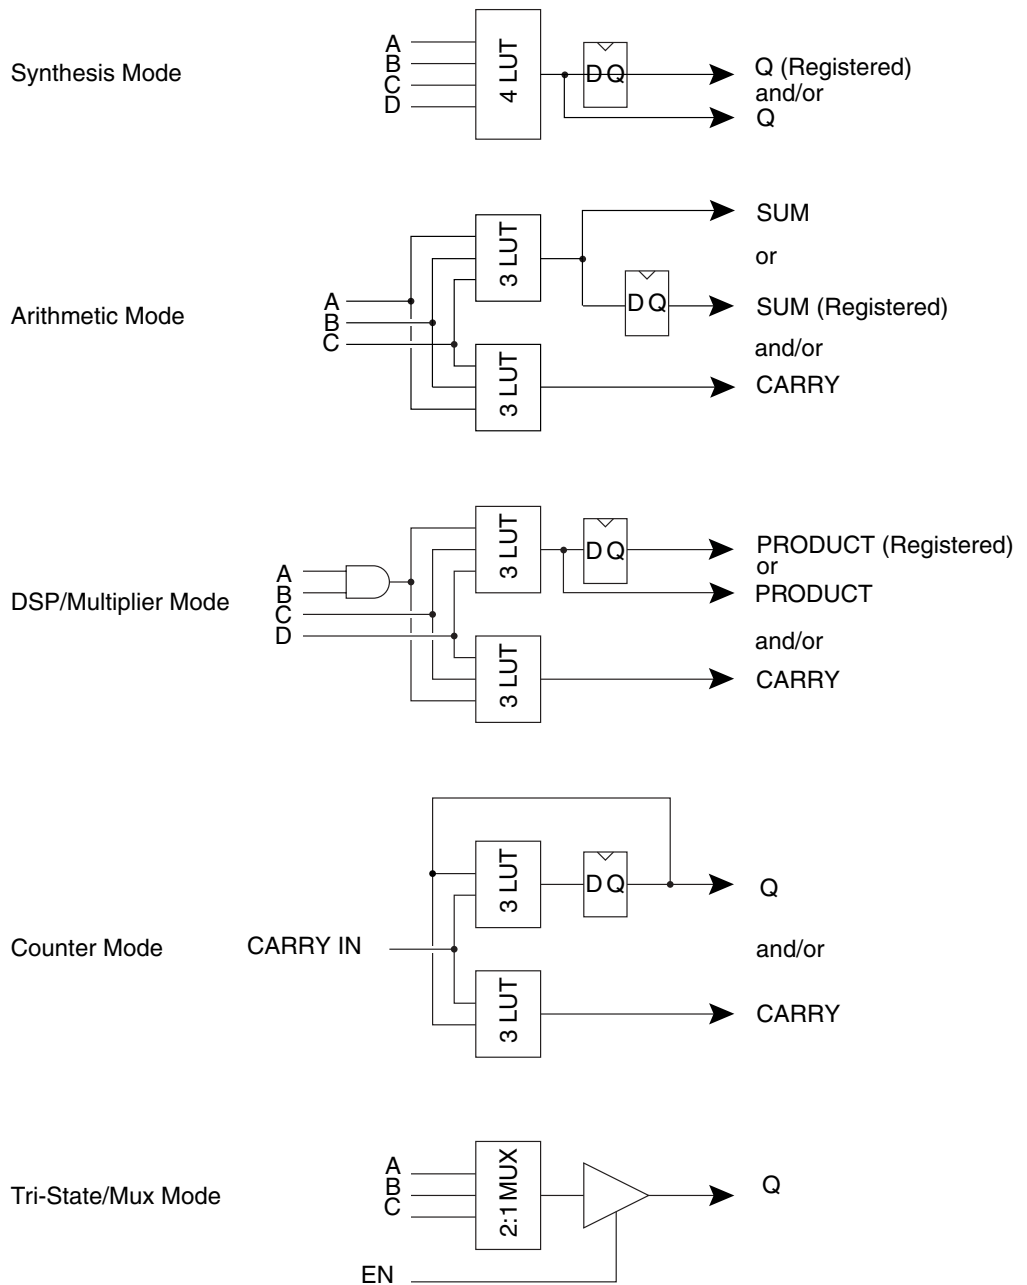 Synthesis Mode
A
B
C
D
4 LUT
D Q
Q (Registered)
and/or
Q
Arithmetic Mode
A
B
C
3 LUT
3 LUT
D Q
SUM
or
SUM (Registered)
and/or
CARRY
DSP/Multiplier Mode
A
B
C
D
3 LUT
3 LUT
D Q
PRODUCT (Registered)
or
PRODUCT
and/or
CARRY
Counter Mode
CARRY IN
3 LUT
3 LUT
D Q
Q
and/or
CARRY
Tri-State/Mux Mode
A
B
C
EN
2:1 MUX
Q